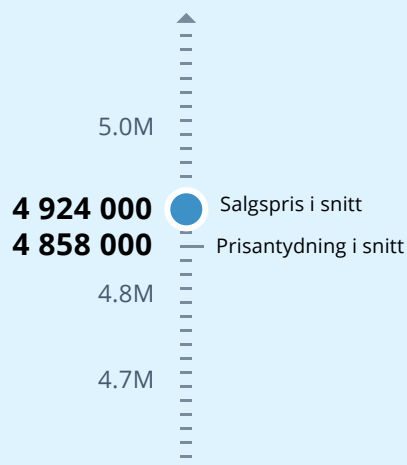 5.0M
4 924 000 Salgspris i snitt
4 858 000 Prisantydning i snitt
4.8M
4.7M